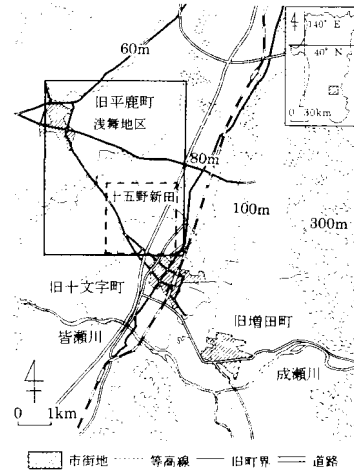 140° E
60m
40° N
旧平鹿町
浅舞地区
0 30km
80m
十五野新田
100m
300m
旧十文字町
旧増田町
皆瀬川
成瀬川
0 1km
市街地 等高線 旧町界 道路